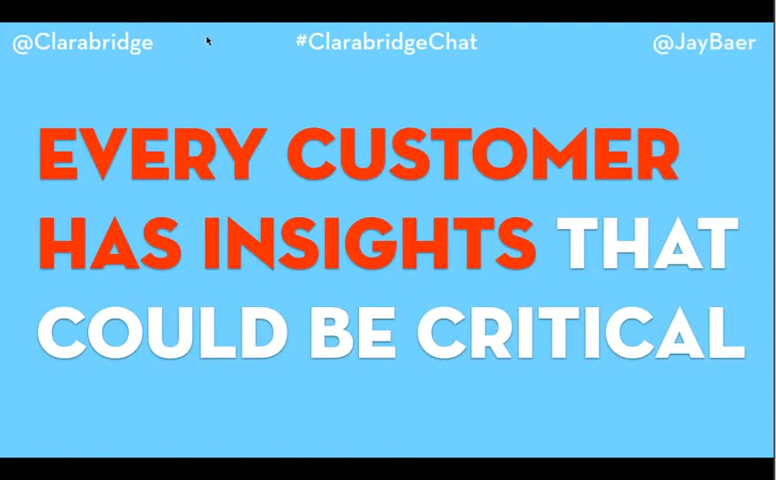 @Clarabridge #ClarabridgeChat @JayBaer
EVERY CUSTOMER
HAS INSIGHTS THAT
COULD BE CRITICAL